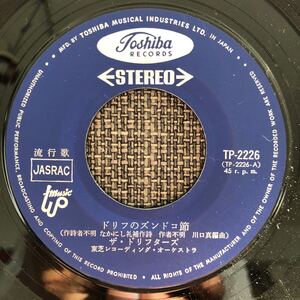 MFD. BY TOSHIBA MUSICAL INDUSTRIES LTD. IN JAPAN
Toshiba
RECORDS
STEREO
流行歌
JASRAC
music
TP-2226
(TP-2226-A)
45 r. p. m.
ドリフのズンドコ節
(作詩者不明 なかにし礼補作詩 作者不明 川口真編曲)
ザ・ドリフターズ
東芝レコーディング・オーケストラ
ALL RIGHTS OF THE MANUFACTURER AND OF THE OWNER OF THE RECORDED WORK RESERVED
UNAUTHORIZED PUBLIC PERFORMANCE, BROADCASTING AND COPYING OF THIS RECORD PROHIBITED